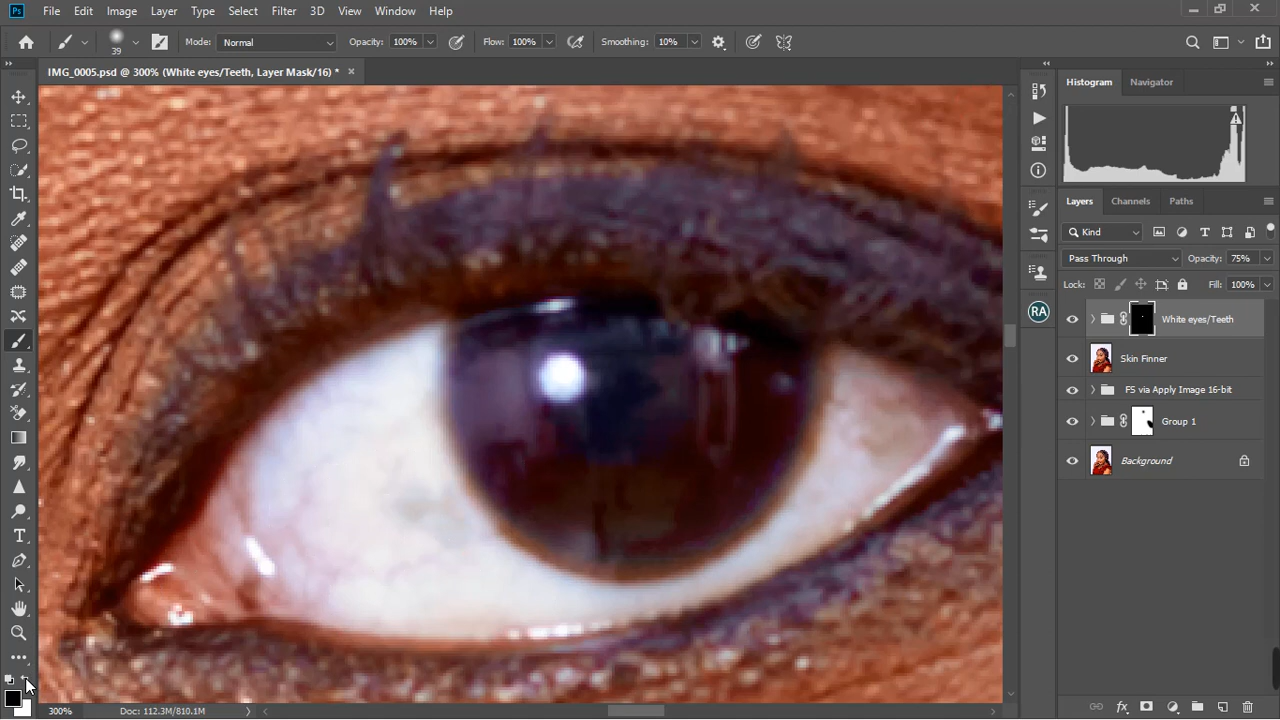 Ps File Edit Image Layer Type Select Filter 3D View Window Help
39 Mode: Normal Opacity: 100% Flow: 100% Smoothing: 10%
IMG_0005.psd @ 300% (White eyes/Teeth, Layer Mask/16) *
Histogram Navigator
Layers Channels Paths
Kind
Pass Through Opacity: 75%
Lock: Fill: 100%
RA
White eyes/Teeth
Skin Finner
FS via Apply Image 16-bit
Group 1
Background
300% Doc: 112.3M/810.1M